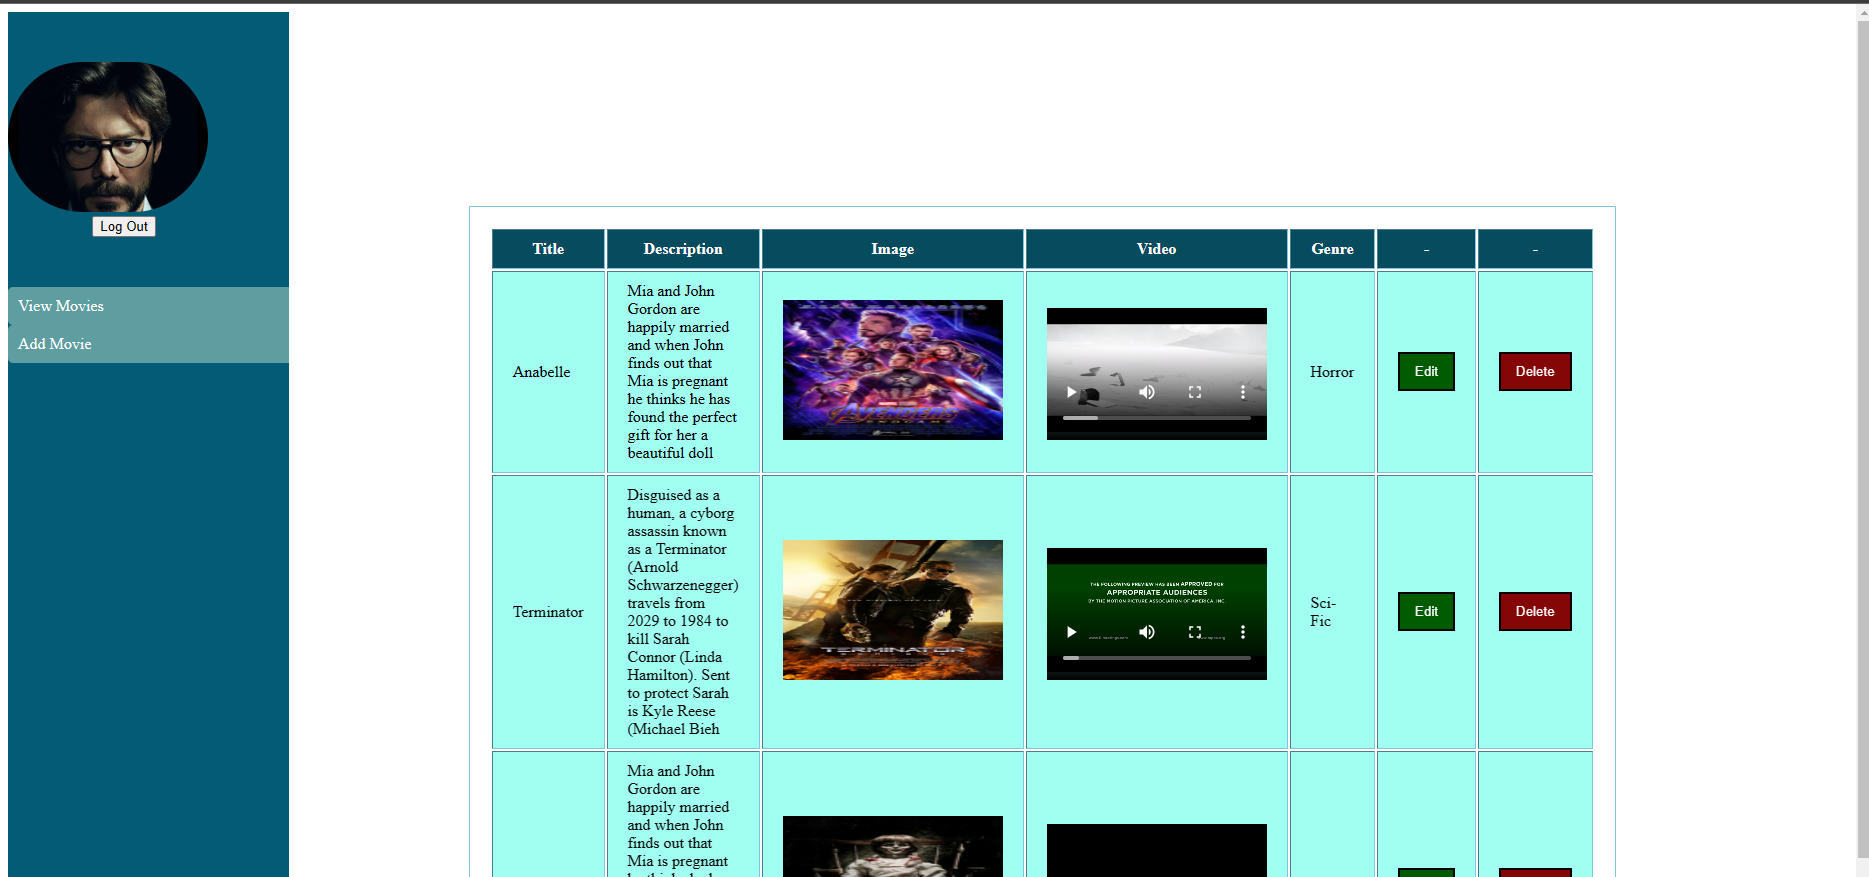 Log Out
View Movies
Add Movie
Title Description Image Video Genre - -
Anabelle
Mia and John
Gordon are
happily married
and when John
finds out that
Mia is pregnant
he thinks he has
found the perfect
gift for her a
beautiful doll
AVENGERS
ENDGAME
Horror
Edit
Delete
Terminator
Disguised as a
human, a cyborg
assassin known
as a Terminator
(Arnold
Schwarzenegger)
travels from
2029 to 1984 to
kill Sarah
Connor (Linda
Hamilton). Sent
to protect Sarah
is Kyle Reese
(Michael Bieh
TERMINATOR
THE FOLLOWING PREVIEW HAS BEEN APPROVED FOR
APPROPRIATE AUDIENCES
BY THE MOTION PICTURE ASSOCIATION OF AMERICA, INC.
Sci-
Fic
Edit
Delete
Mia and John
Gordon are
happily married
and when John
finds out that
Mia is pregnant